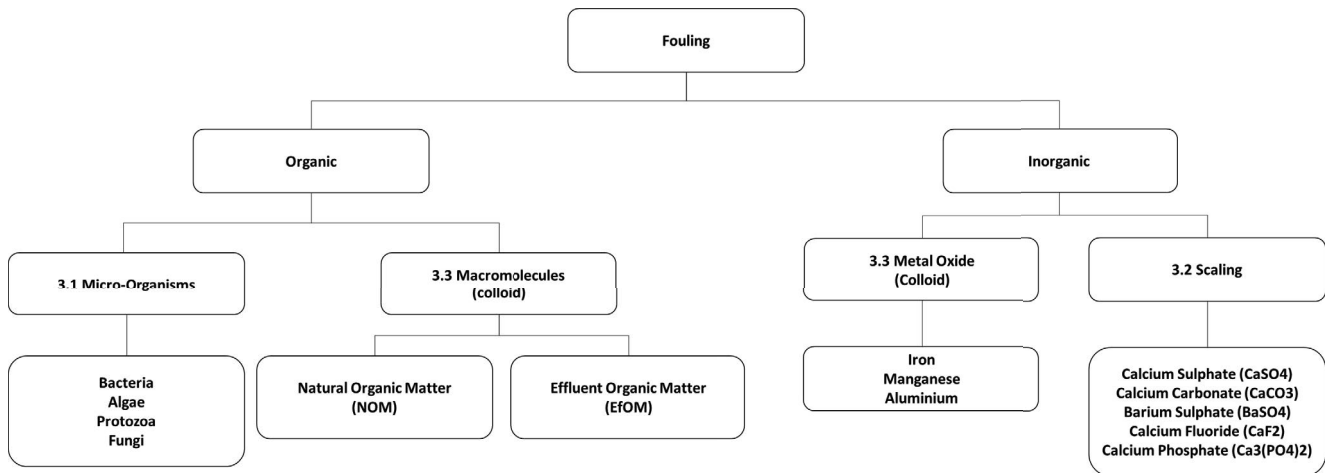 Fouling
Organic
Inorganic
3.1 Micro-Organisms
3.3 Macromolecules
(colloid)
3.3 Metal Oxide
(Colloid)
3.2 Scaling
Bacteria
Algae
Protozoa
Fungi
Natural Organic Matter
(NOM)
Effluent Organic Matter
(EfOM)
Iron
Manganese
Aluminium
Calcium Sulphate (CaSO4)
Calcium Carbonate (CaCO3)
Barium Sulphate (BaSO4)
Calcium Fluoride (CaF2)
Calcium Phosphate (Ca3(PO4)2)